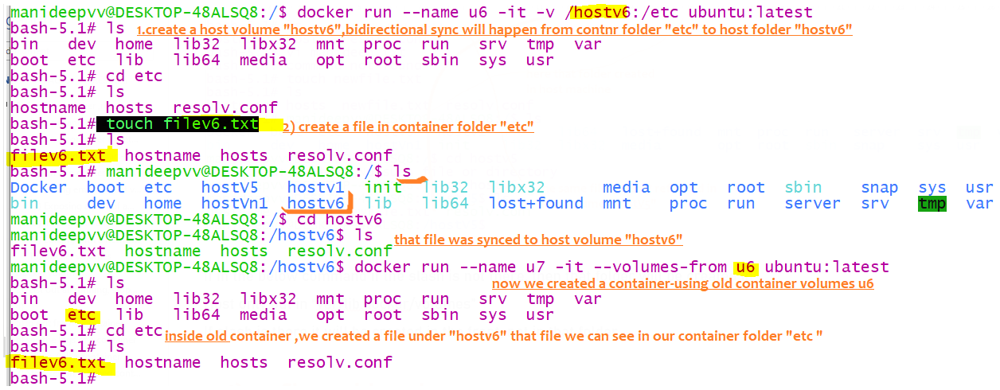 manideepvv@DESKTOP-48ALSQ8:/$ docker run --name u6 -it -v /hostv6:/etc ubuntu:latest
bash-5.1# ls 1.create a host volume "hostv6",bidirectional sync will happen from contnr folder "etc" to host folder "hostv6"
bin dev home lib32 libx32 mnt proc run srv tmp var
boot etc lib lib64 media opt root sbin sys usr
bash-5.1# cd etc
bash-5.1# ls
hostname hosts resolv.conf
bash-5.1# touch filev6.txt 2) create a file in container folder "etc"
bash-5.1# ls
filev6.txt hostname hosts resolv.conf
bash-5.1# manideepvv@DESKTOP-48ALSQ8:/$ ls
Docker boot etc hostV5 hostv1 init lib32 libx32 media opt root sbin snap sys usr
bin dev home hostVn1 hostv6 lib lib64 lost+found mnt proc run server srv tmp var
manideepvv@DESKTOP-48ALSQ8:/$ cd hostv6
manideepvv@DESKTOP-48ALSQ8:/hostv6$ ls that file was synced to host volume "hostv6"
filev6.txt hostname hosts resolv.conf
manideepvv@DESKTOP-48ALSQ8:/hostv6$ docker run --name u7 -it --volumes-from u6 ubuntu:latest
bash-5.1# ls now we created a container-using old container volumes u6
bin dev home lib32 libx32 mnt proc run srv tmp var
boot etc lib lib64 media opt root sbin sys usr
bash-5.1# cd etc inside old container ,we created a file under "hostv6" that file we can see in our container folder "etc "
bash-5.1# ls
filev6.txt hostname hosts resolv.conf
bash-5.1#